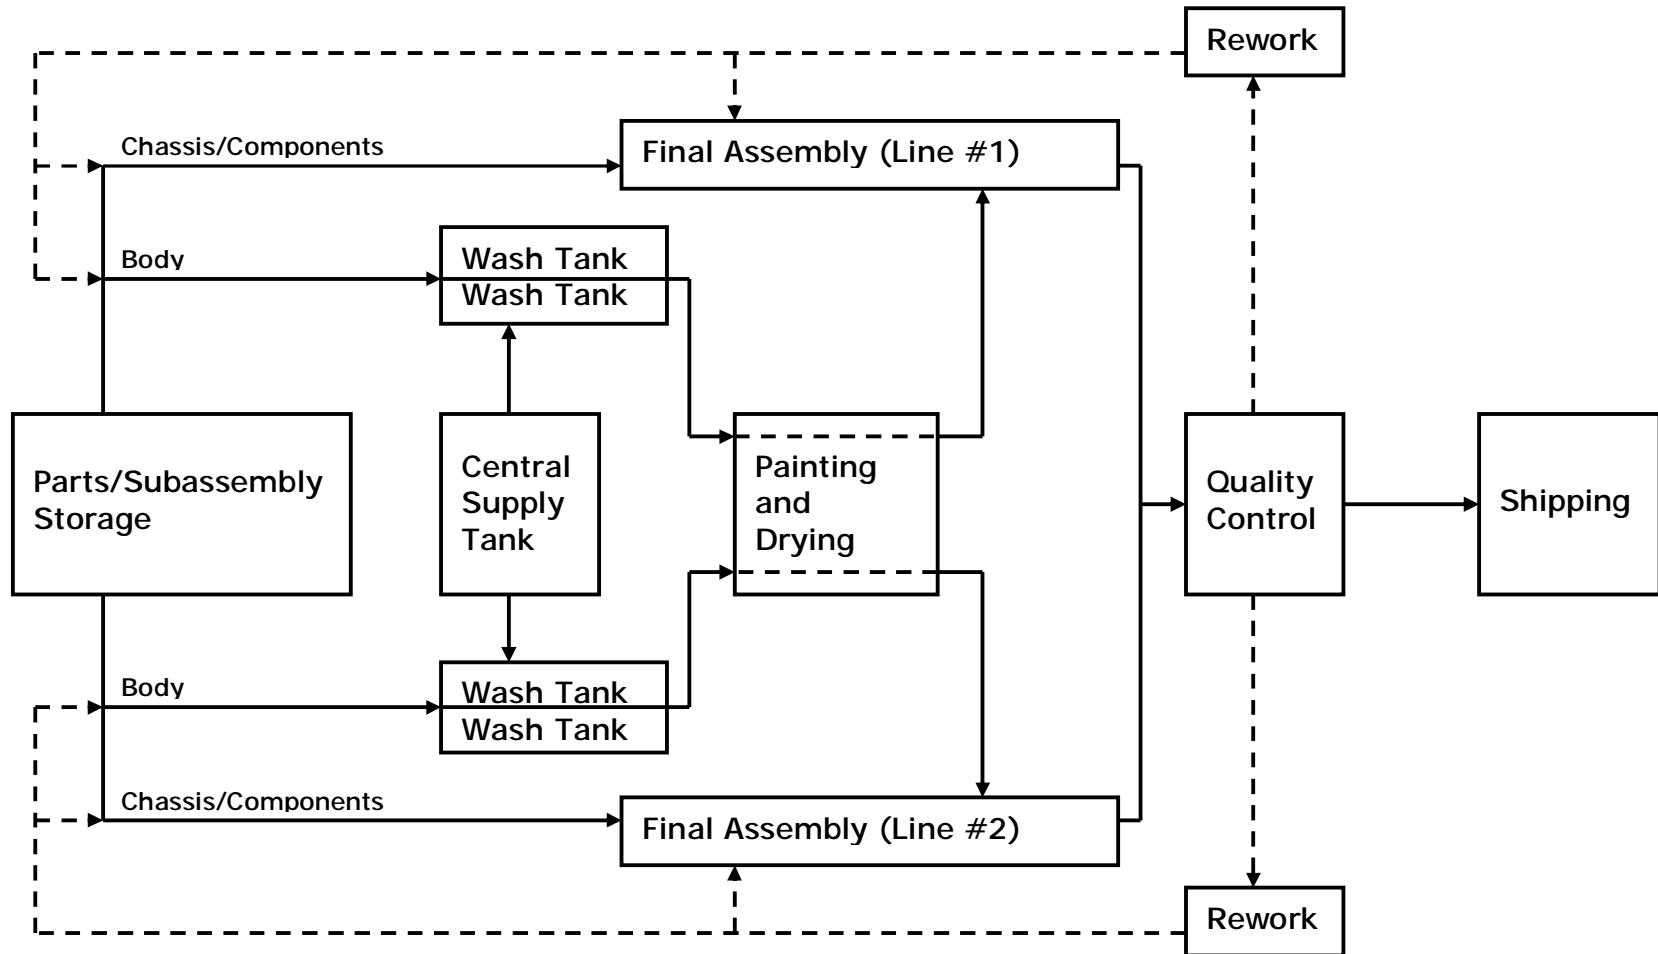 Rework
Chassis/Components
Final Assembly (Line #1)
Body
Wash Tank
Wash Tank
Parts/Subassembly
Storage
Central
Supply
Tank
Painting
and
Drying
Quality
Control
Shipping
Body
Wash Tank
Wash Tank
Chassis/Components
Final Assembly (Line #2)
Rework